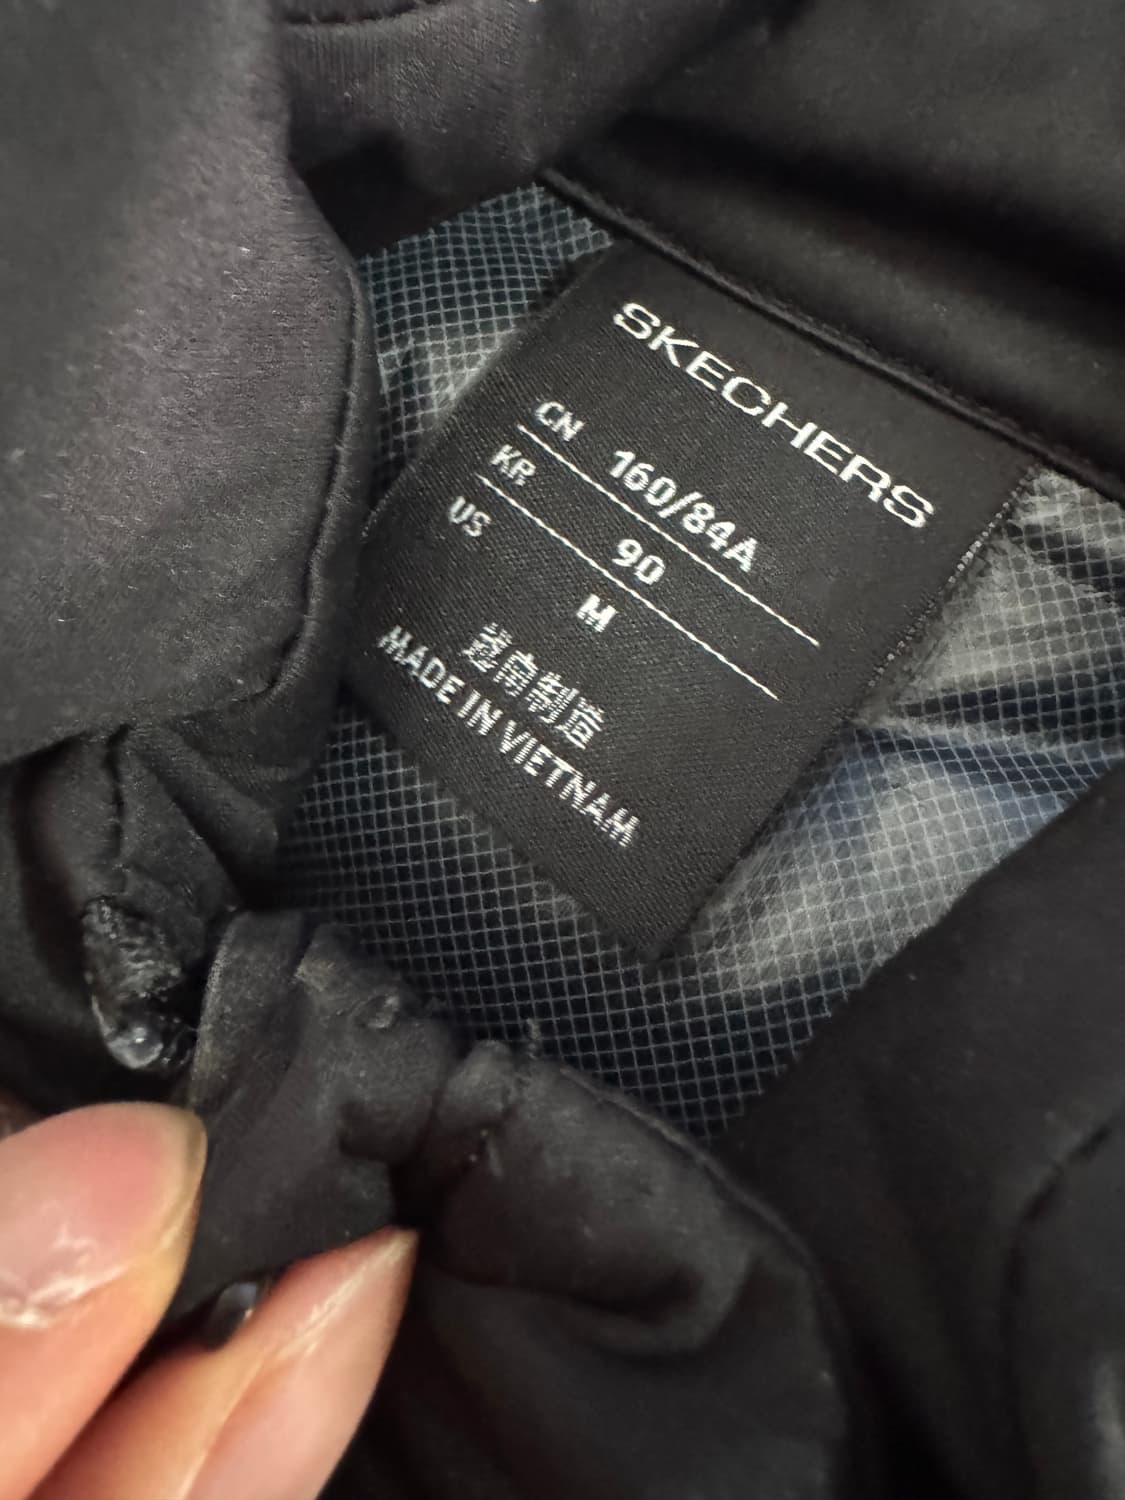 SKECHERS
CN 160/84A
KR 90
US M
越南制造
MADE IN VIETNAM